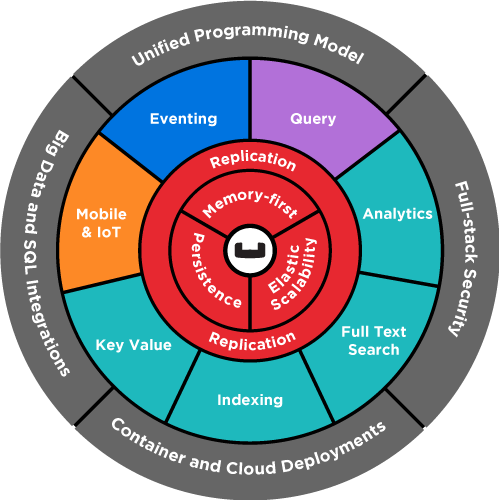 Unified Programming Model
Eventing
Query
Big Data and SQL Integrations
Replication
Memory-first
Mobile
& IoT
Analytics
Full-stack Security
Persistence
Elastic
Scalability
Key Value
Replication
Full Text
Search
Indexing
Container and Cloud Deployments